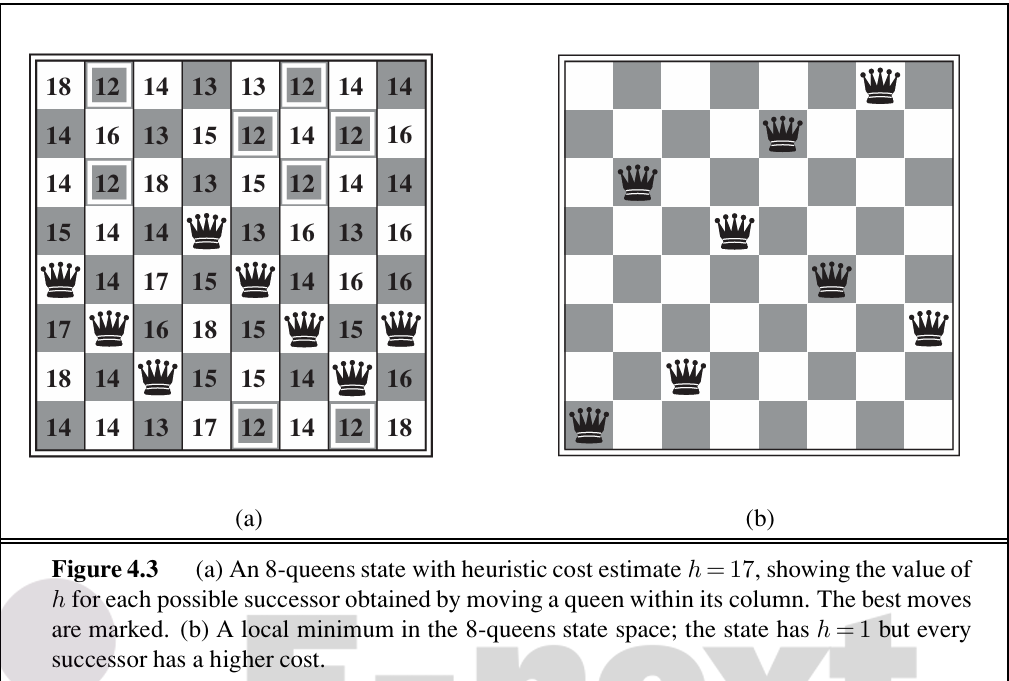 18 12 14 13 13 12 14 14
14 16 13 15 12 14 12 16
14 12 18 13 15 12 14 14
15 14 14 13 16 13 16
14 17 15 14 16 16
17 16 18 15 15
18 14 15 15 14 16
14 14 13 17 12 14 12 18
(a) (b)
Figure 4.3 (a) An 8-queens state with heuristic cost estimate h = 17, showing the value of
h for each possible successor obtained by moving a queen within its column. The best moves
are marked. (b) A local minimum in the 8-queens state space; the state has h = 1 but every
successor has a higher cost.